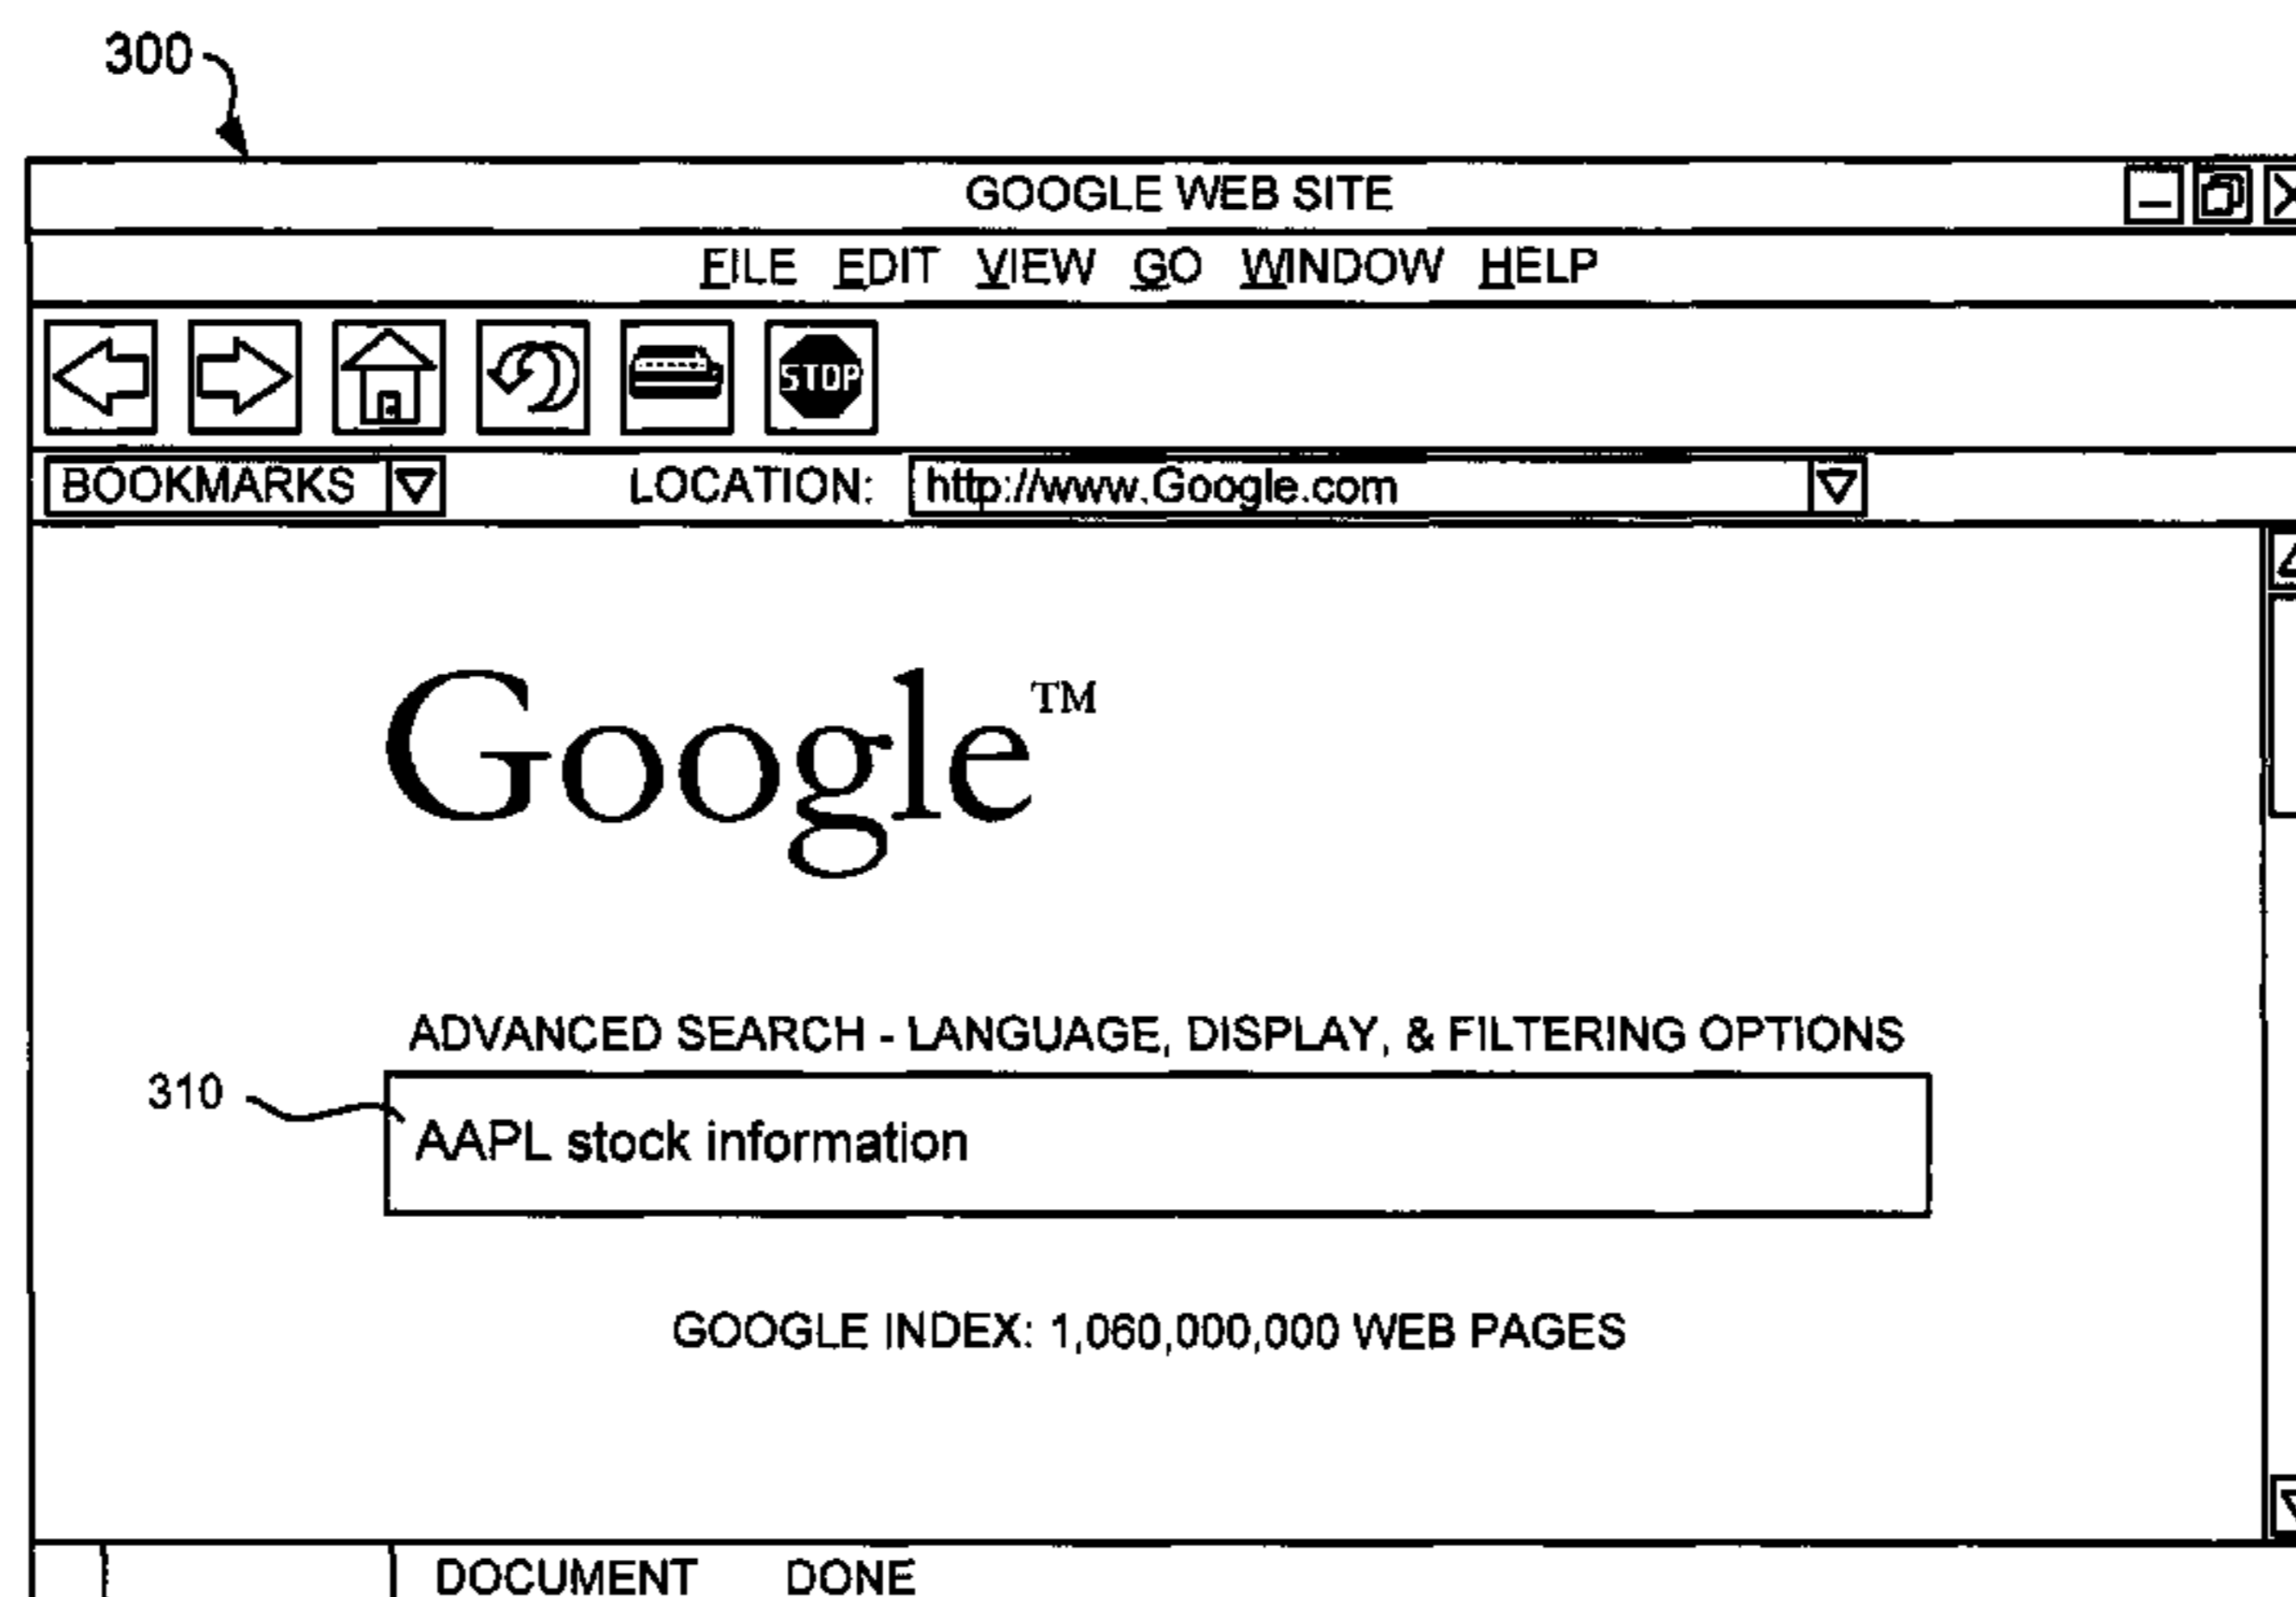 300
GOOGLE WEB SITE
FILE EDIT VIEW GO WINDOW HELP
STOP
BOOKMARKS LOCATION: http://www.Google.com
Google™
ADVANCED SEARCH - LANGUAGE, DISPLAY, & FILTERING OPTIONS
310
AAPL stock information
GOOGLE INDEX: 1,060,000,000 WEB PAGES
DOCUMENT DONE